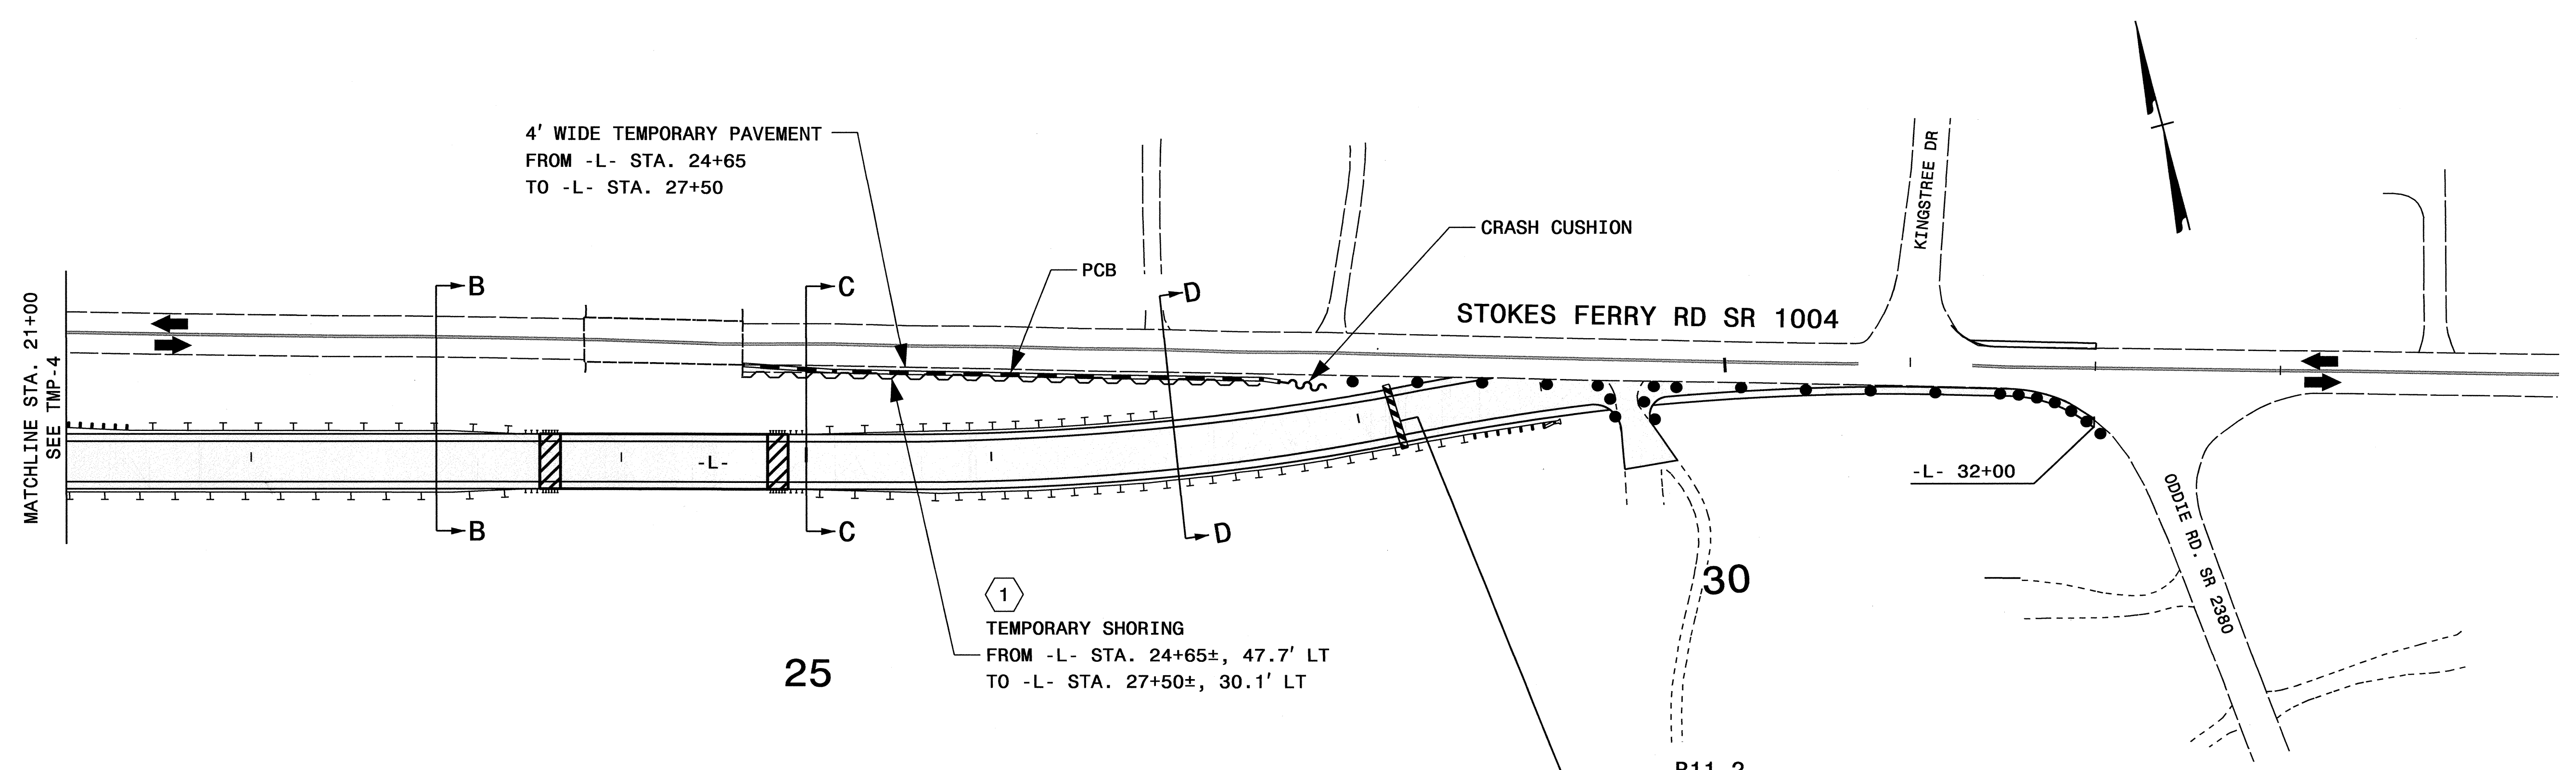 4' WIDE TEMPORARY PAVEMENT
FROM -L- STA. 24+65
TO -L- STA. 27+50
CRASH CUSHION
PCB
KINGSTREE DR
B
C
D
STOKES FERRY RD SR 1004
MATCHLINE STA. 21+00
SEE TMP-4
-L-
-L- 32+00
B
C
D
ODDIE RD. SR 2380
1
TEMPORARY SHORING
FROM -L- STA. 24+65±, 47.7' LT
TO -L- STA. 27+50±, 30.1' LT
25
30